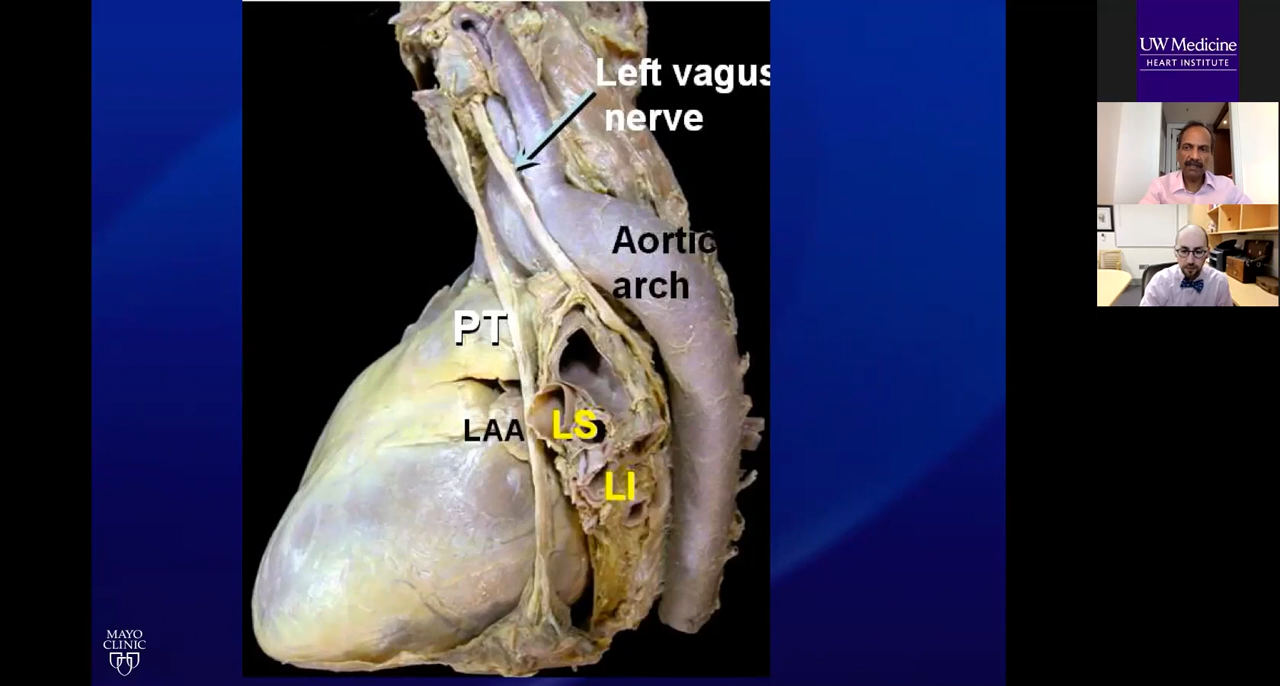 Left vagus
nerve
Aortic
arch
PT
LAA
LS
LI
MAYO
CLINIC
UW Medicine
HEART INSTITUTE